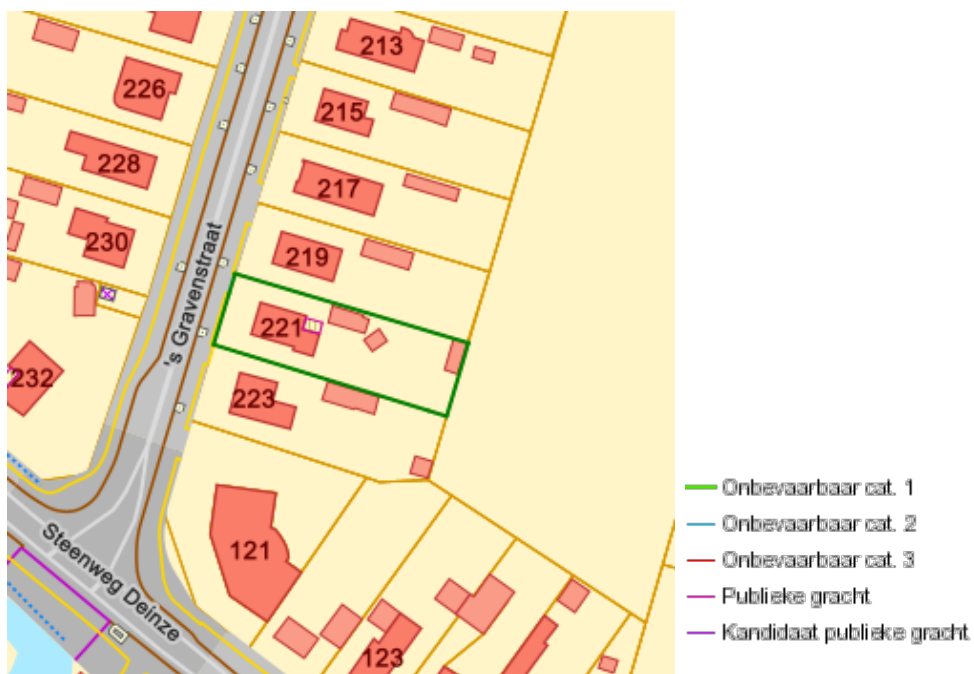 213
226
215
228
217
230
219
's Gravenstraat
221
232
223
121
Steenweg Deinze
123
Onbevaarbaar cat. 1
Onbevaarbaar cat. 2
Onbevaarbaar cat. 3
Publieke gracht
Kandidaat publieke gracht